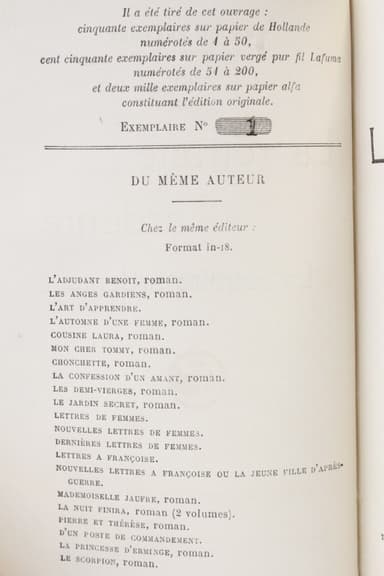 Il a été tiré de cet ouvrage :
cinquante exemplaires sur papier de Hollande
numérotés de 1 à 50,
cent cinquante exemplaires sur papier vergé pur fil Lafuma
numérotés de 51 à 200,
et deux mille exemplaires sur papier alfa
constituant l'édition originale.
EXEMPLAIRE No 1
DU MÊME AUTEUR
Chez le même éditeur :
Format in-18.
L'ADJUDANT BENOIT, roman.
LES ANGES GARDIENS, roman.
L'ART D'APPRENDRE.
L'AUTOMNE D'UNE FEMME, roman.
COUSINE LAURA, roman.
MON CHER TOMMY, roman.
CHONCHETTE, roman.
LA CONFESSION D'UN AMANT, roman.
LES DEMI-VIERGES, roman.
LE JARDIN SECRET, roman.
LETTRES DE FEMMES.
NOUVELLES LETTRES DE FEMMES.
DERNIÈRES LETTRES DE FEMMES.
LETTRES A FRANÇOISE.
NOUVELLES LETTRES A FRANÇOISE OU LA JEUNE FILLE D'APRÈS-
GUERRE.
MADEMOISELLE JAUFRE, roman.
LA NUIT FINIRA, roman (2 volumes).
PIERRE ET THÉRÈSE, roman.
D'UN POSTE DE COMMANDEMENT.
LA PRINCESSE D'ERMINGE, roman.
LE SCORPION, roman.